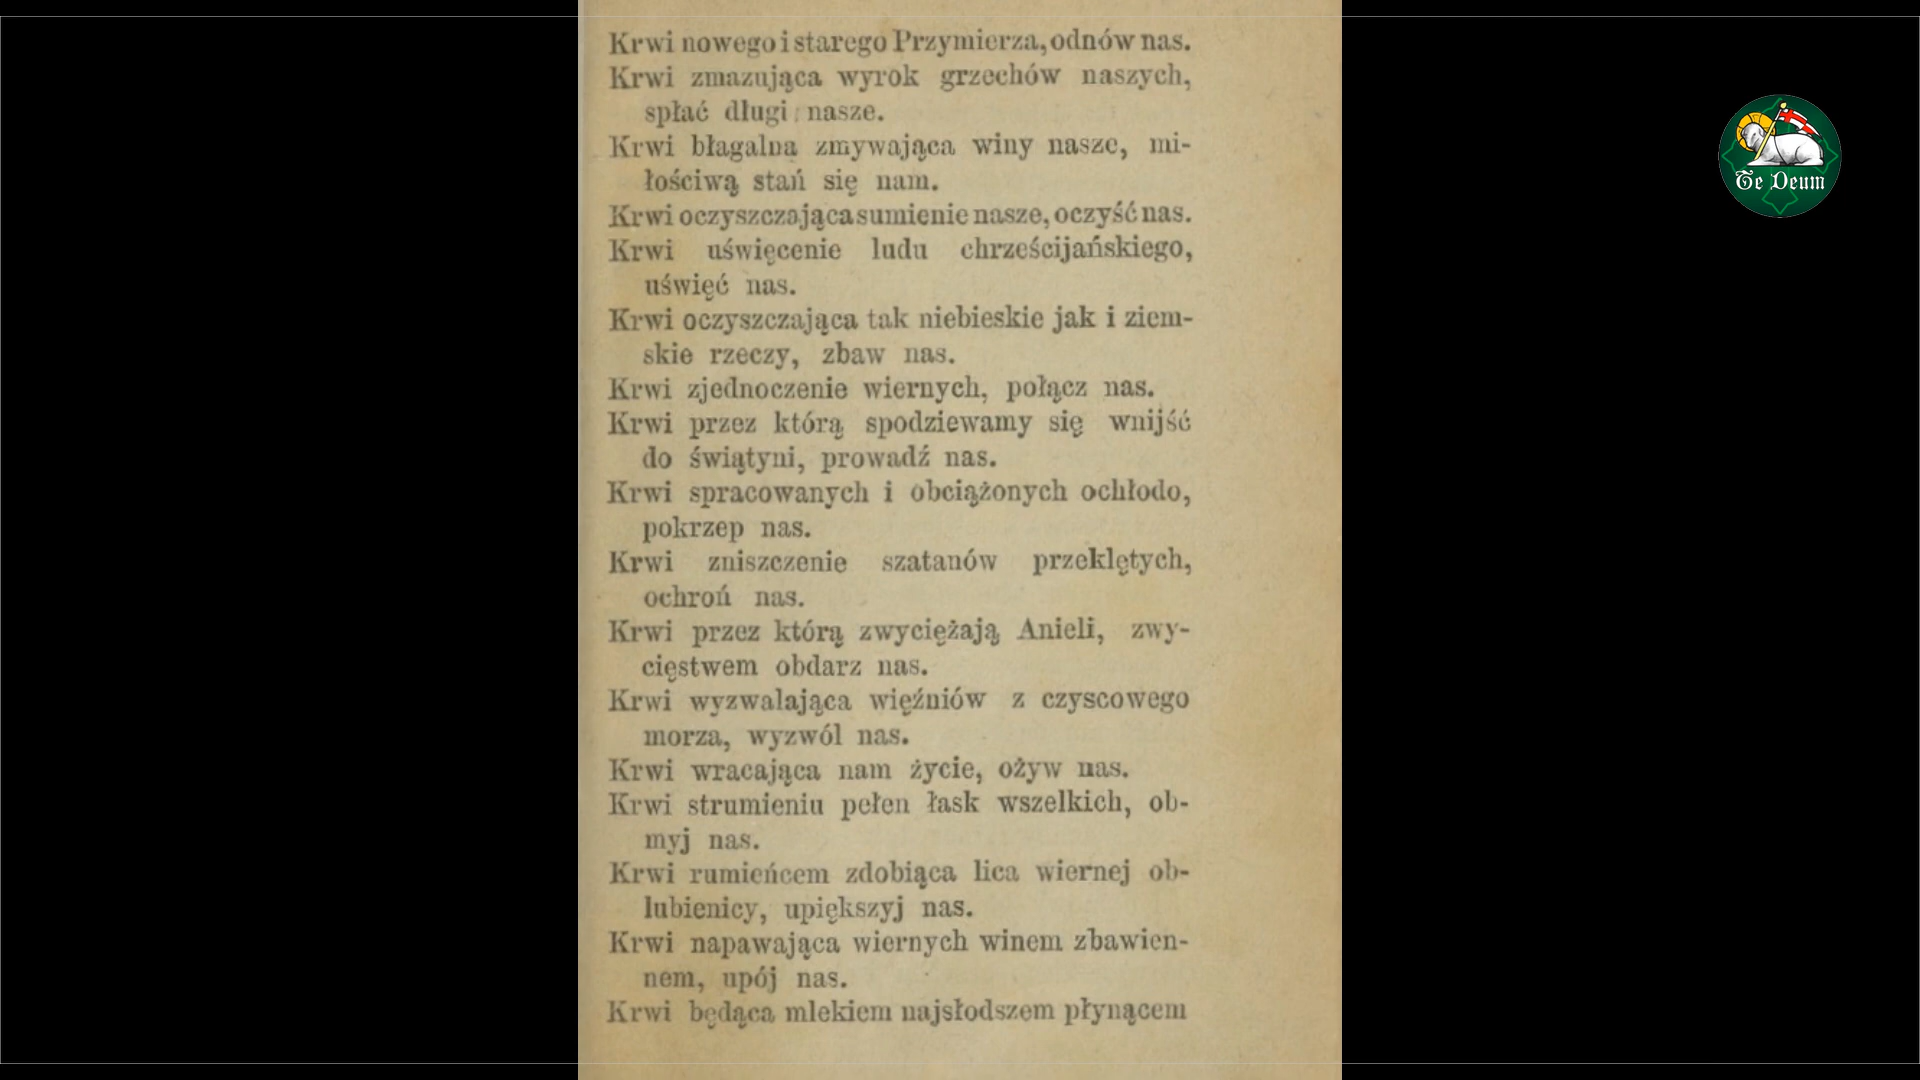 Krwi nowego i starego Przymierza, odnów nas.
Krwi zmazująca wyrok grzechów naszych,
spłać długi nasze.
Krwi błagalna zmywająca winy nasze, mi-
łościwą stań się nam.
Krwi oczyszczająca sumienie nasze, oczyść nas.
Krwi uświęcenie ludu chrześcijańskiego,
uświęć nas.
Krwi oczyszczająca tak niebieskie jak i ziem-
skie rzeczy, zbaw nas.
Krwi zjednoczenie wiernych, połącz nas.
Krwi przez którą spodziewamy się wnijść
do świątyni, prowadź nas.
Krwi spracowanych i obciążonych ochłodo,
pokrzep nas.
Krwi zniszczenie szatanów przeklętych,
ochroń nas.
Krwi przez którą zwyciężają Anieli, zwy-
cięstwem obdarz nas.
Krwi wyzwalająca więźniów z czyscowego
morza, wyzwól nas.
Krwi wracająca nam życie, ożyw nas.
Krwi strumieniu pełen łask wszelkich, ob-
myj nas.
Krwi rumieńcem zdobiąca lica wiernej ob-
lubienicy, upiększyj nas.
Krwi napawająca wiernych winem zbawien-
nem, upój nas.
Krwi będąca mlekiem najsłodszem płynącem
Te Deum